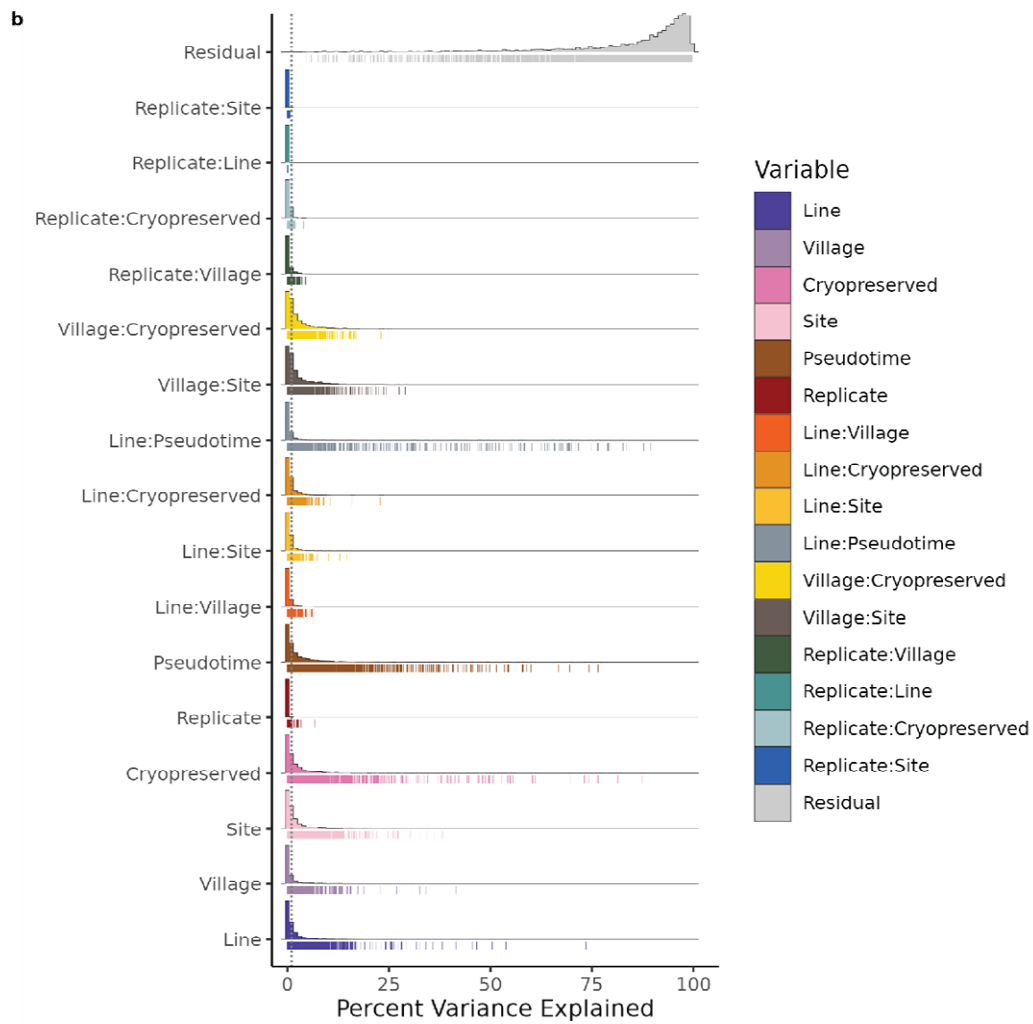 b
Residual
Replicate:Site
Replicate:Line
Replicate:Cryopreserved
Replicate:Village
Village:Cryopreserved
Village:Site
Line:Pseudotime
Line:Cryopreserved
Line:Site
Line:Village
Pseudotime
Replicate
Cryopreserved
Site
Village
Line
0 25 50 75 100
Percent Variance Explained
Variable
Line
Village
Cryopreserved
Site
Pseudotime
Replicate
Line:Village
Line:Cryopreserved
Line:Site
Line:Pseudotime
Village:Cryopreserved
Village:Site
Replicate:Village
Replicate:Line
Replicate:Cryopreserved
Replicate:Site
Residual